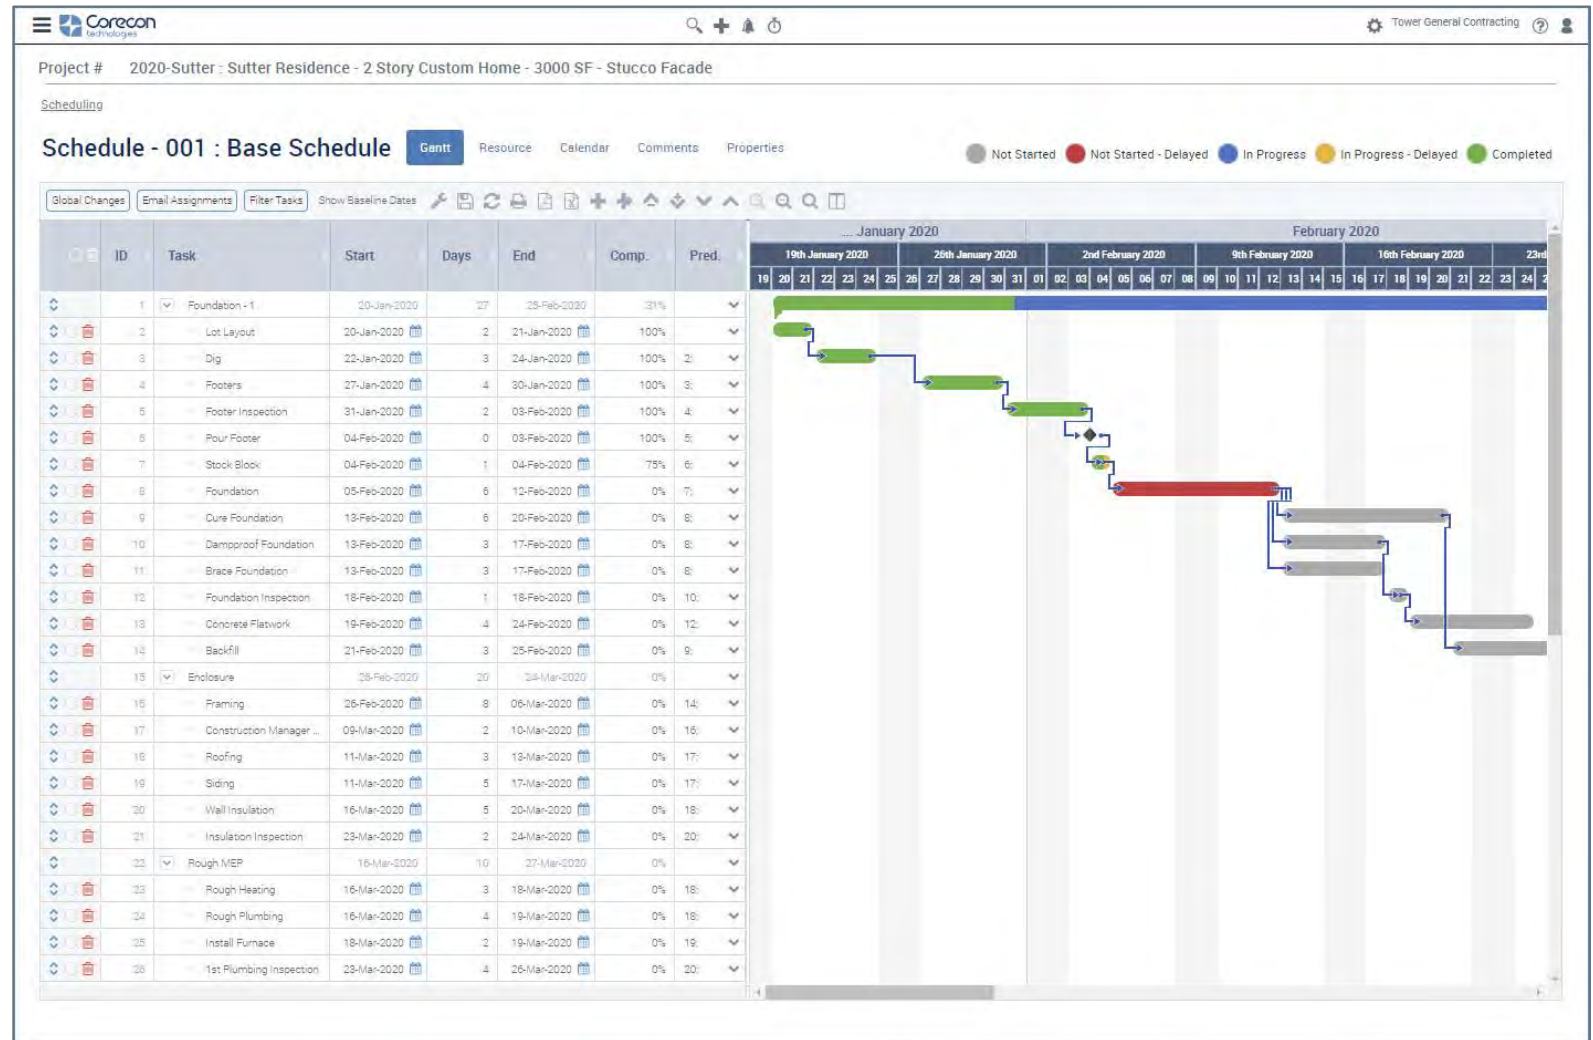 Corecon
technologies
Tower General Contracting
Project # 2020-Sutter : Sutter Residence - 2 Story Custom Home - 3000 SF - Stucco Facade
Scheduling
Schedule - 001 : Base Schedule Gantt Resource Calendar Comments Properties
Not Started Not Started - Delayed In Progress In Progress - Delayed Completed
Global Changes Email Assignments Filter Tasks Show Baseline Dates
ID Task Start Days End Comp. Pred.
.... January 2020 February 2020
19th January 2020 26th January 2020 2nd February 2020 9th February 2020 16th February 2020 23rd
19 20 21 22 23 24 25 26 27 28 29 30 31 01 02 03 04 05 06 07 08 09 10 11 12 13 14 15 16 17 18 19 20 21 22 23 24 2
1 Foundation - 1 20-Jan-2020 27 25-Feb-2020 31%
2 Lot Layout 20-Jan-2020 2 21-Jan-2020 100%
3 Dig 22-Jan-2020 3 24-Jan-2020 100% 2;
4 Footers 27-Jan-2020 4 30-Jan-2020 100% 3;
5 Footer Inspection 31-Jan-2020 2 03-Feb-2020 100% 4;
6 Pour Footer 04-Feb-2020 0 03-Feb-2020 100% 5;
7 Stock Block 04-Feb-2020 1 04-Feb-2020 75% 6;
8 Foundation 05-Feb-2020 6 12-Feb-2020 0% 7;
9 Cure Foundation 13-Feb-2020 6 20-Feb-2020 0% 8;
10 Dampproof Foundation 13-Feb-2020 3 17-Feb-2020 0% 8;
11 Brace Foundation 13-Feb-2020 3 17-Feb-2020 0% 8;
12 Foundation Inspection 18-Feb-2020 1 18-Feb-2020 0% 10;
13 Concrete Flatwork 19-Feb-2020 4 24-Feb-2020 0% 12;
14 Backfill 21-Feb-2020 3 25-Feb-2020 0% 9;
15 Enclosure 26-Feb-2020 20 24-Mar-2020 0%
16 Framing 26-Feb-2020 8 06-Mar-2020 0% 14;
17 Construction Manager ... 09-Mar-2020 2 10-Mar-2020 0% 16;
18 Roofing 11-Mar-2020 3 13-Mar-2020 0% 17;
19 Siding 11-Mar-2020 5 17-Mar-2020 0% 17;
20 Wall Insulation 16-Mar-2020 5 20-Mar-2020 0% 18;
21 Insulation Inspection 23-Mar-2020 2 24-Mar-2020 0% 20;
22 Rough MEP 16-Mar-2020 10 27-Mar-2020 0%
23 Rough Heating 16-Mar-2020 3 18-Mar-2020 0% 18;
24 Rough Plumbing 16-Mar-2020 4 19-Mar-2020 0% 18;
25 Install Furnace 18-Mar-2020 2 19-Mar-2020 0% 19;
26 1st Plumbing Inspection 23-Mar-2020 4 26-Mar-2020 0% 20;